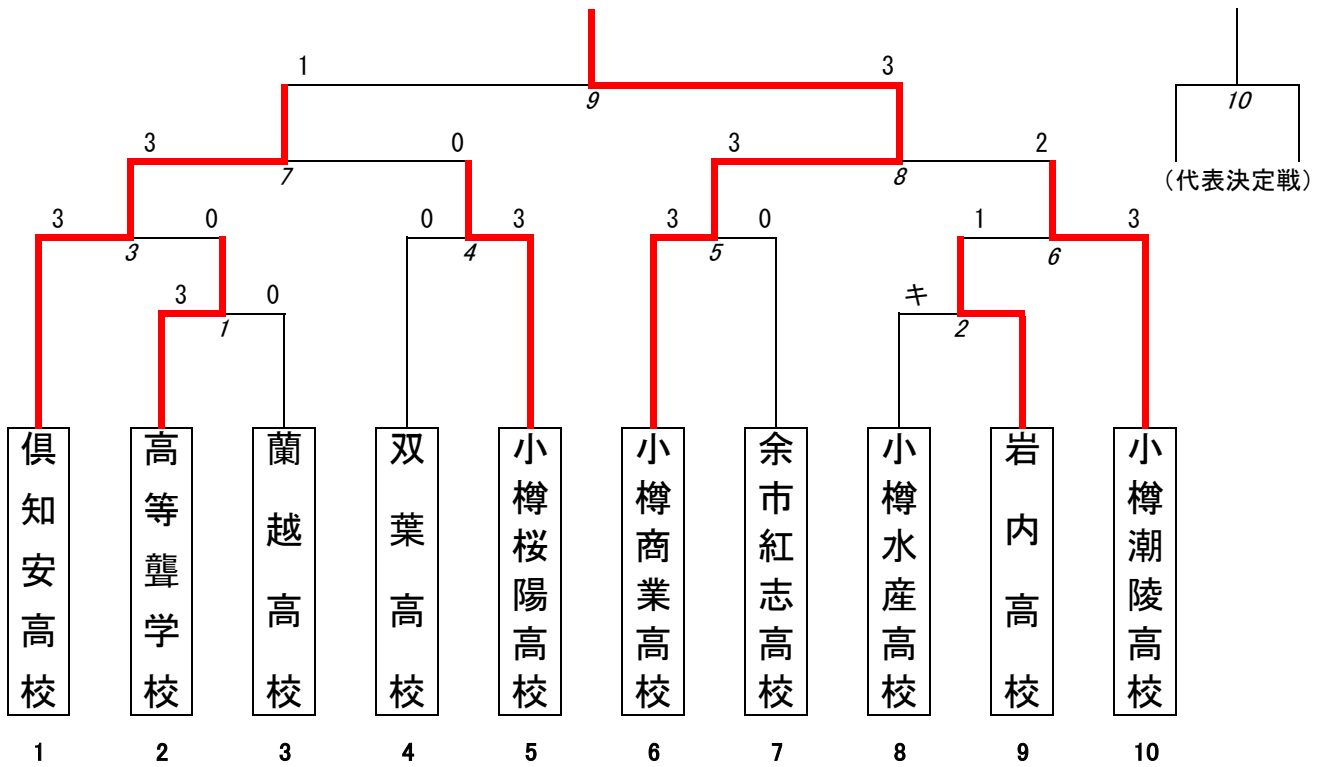 1 3
9
10
3 0 3 2
7 8
(代表決定戦)
3 0 0 3 3 0 1 3
3 4 5 6
3 0 キ
1 2
倶知安高校
高等聾学校
蘭越高校
双葉高校
小樽桜陽高校
小樽商業高校
余市紅志高校
小樽水産高校
岩内高校
小樽潮陵高校
1 2 3 4 5 6 7 8 9 10